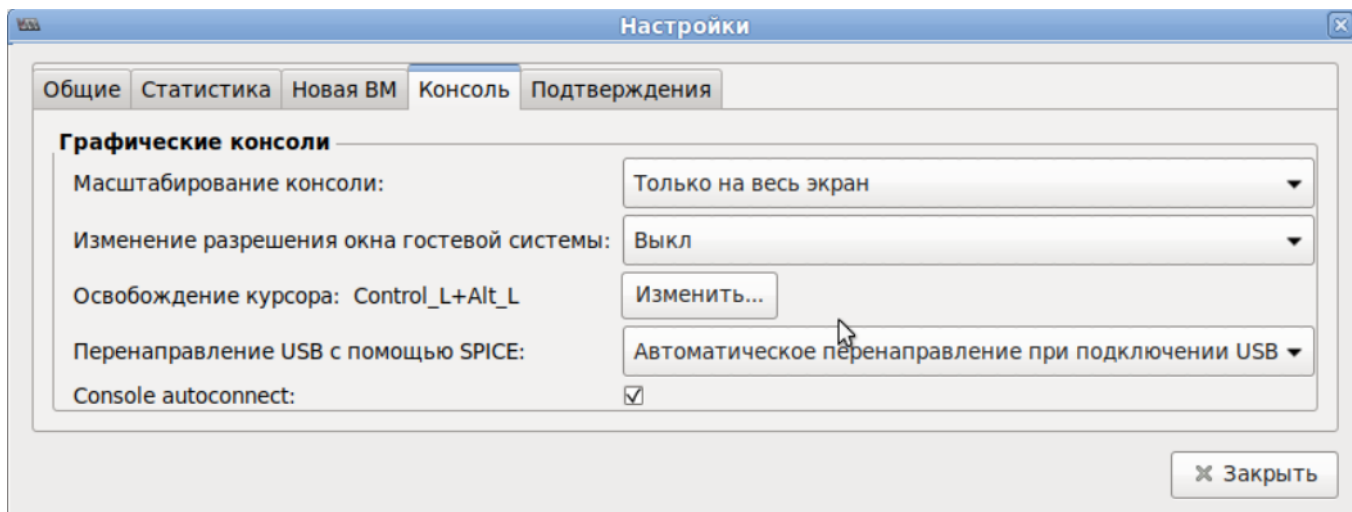 Настройки
Общие Статистика Новая ВМ Консоль Подтверждения
Графические консоли
Масштабирование консоли: Только на весь экран
Изменение разрешения окна гостевой системы: Выкл
Освобождение курсора: Control_L+Alt_L Изменить...
Перенаправление USB с помощью SPICE: Автоматическое перенаправление при подключении USB
Console autoconnect:
Закрыть